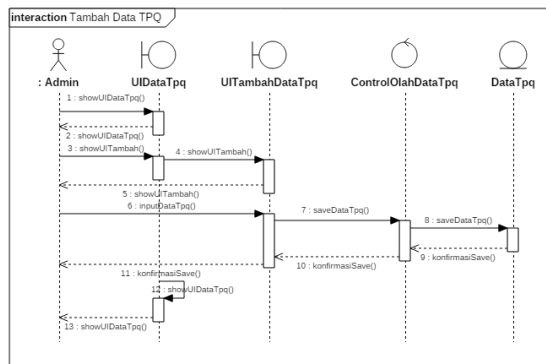 interaction Tambah Data TPQ
: Admin
UIDataTpq
UITambahDataTpq
ControlOlahDataTpq
DataTpq
1 : showUIDataTpq()
2 : showUIDataTpq()
3 : showUITambah()
4 : showUITambah()
5 : showUITambah()
6 : inputDataTpq()
7 : saveDataTpq()
8 : saveDataTpq()
9 : konfirmasiSave()
10 : konfirmasiSave()
11 : konfirmasiSave()
12 : showUIDataTpq()
13 : showUIDataTpq()